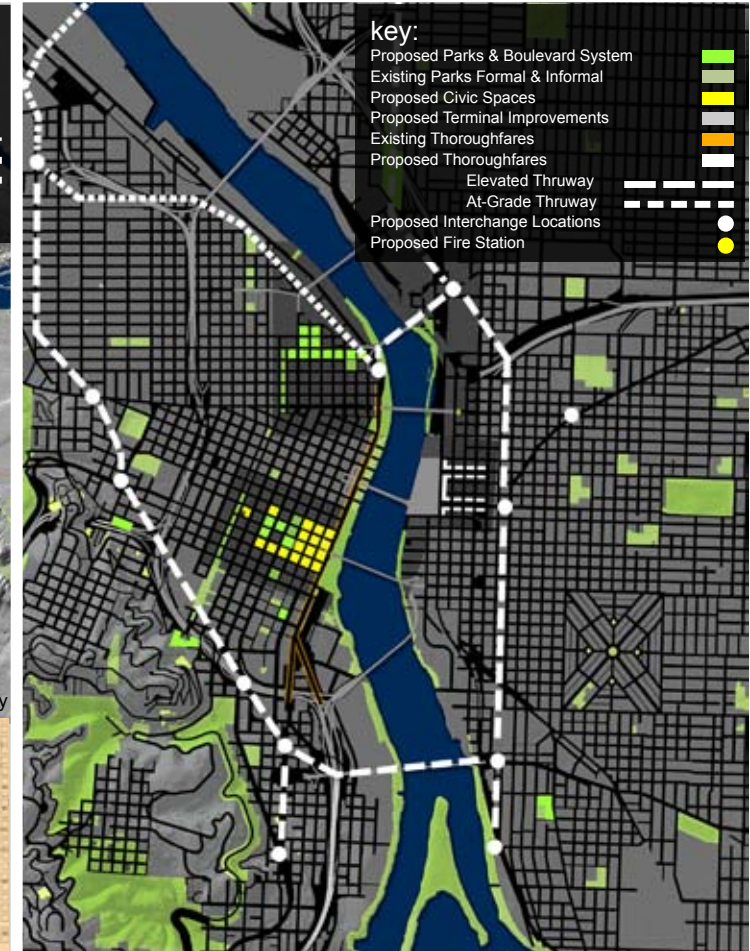 key:
Proposed Parks & Boulevard System
Existing Parks Formal & Informal
Proposed Civic Spaces
Proposed Terminal Improvements
Existing Thoroughfares
Proposed Thoroughfares
Elevated Thruway
At-Grade Thruway
Proposed Interchange Locations
Proposed Fire Station
y